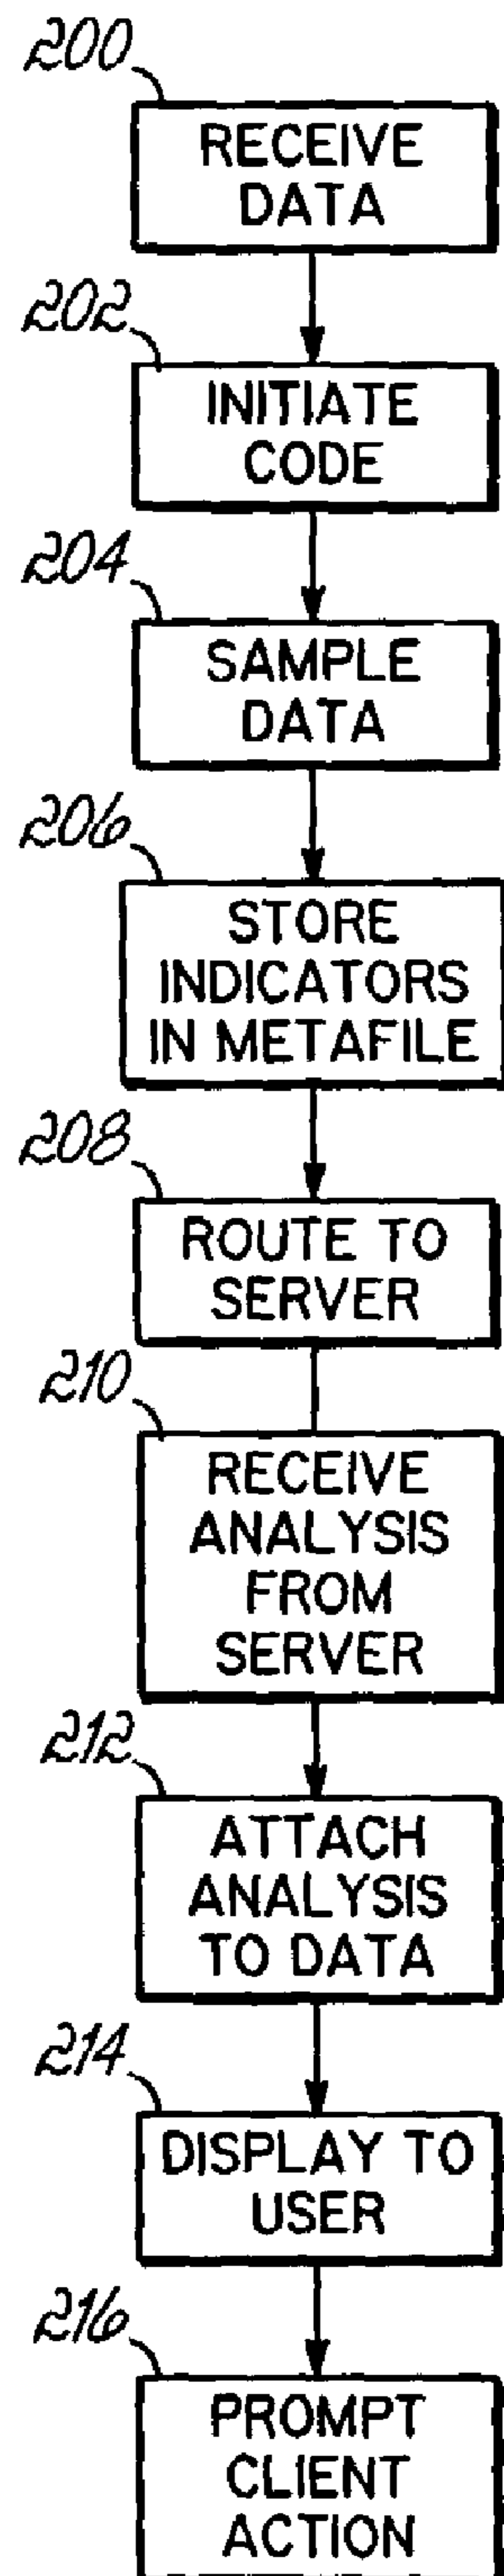 200
RECEIVE
DATA
202
INITIATE
CODE
204
SAMPLE
DATA
206
STORE
INDICATORS
IN METAFILE
208
ROUTE TO
SERVER
210
RECEIVE
ANALYSIS
FROM
SERVER
212
ATTACH
ANALYSIS
TO DATA
214
DISPLAY TO
USER
216
PROMPT
CLIENT
ACTION